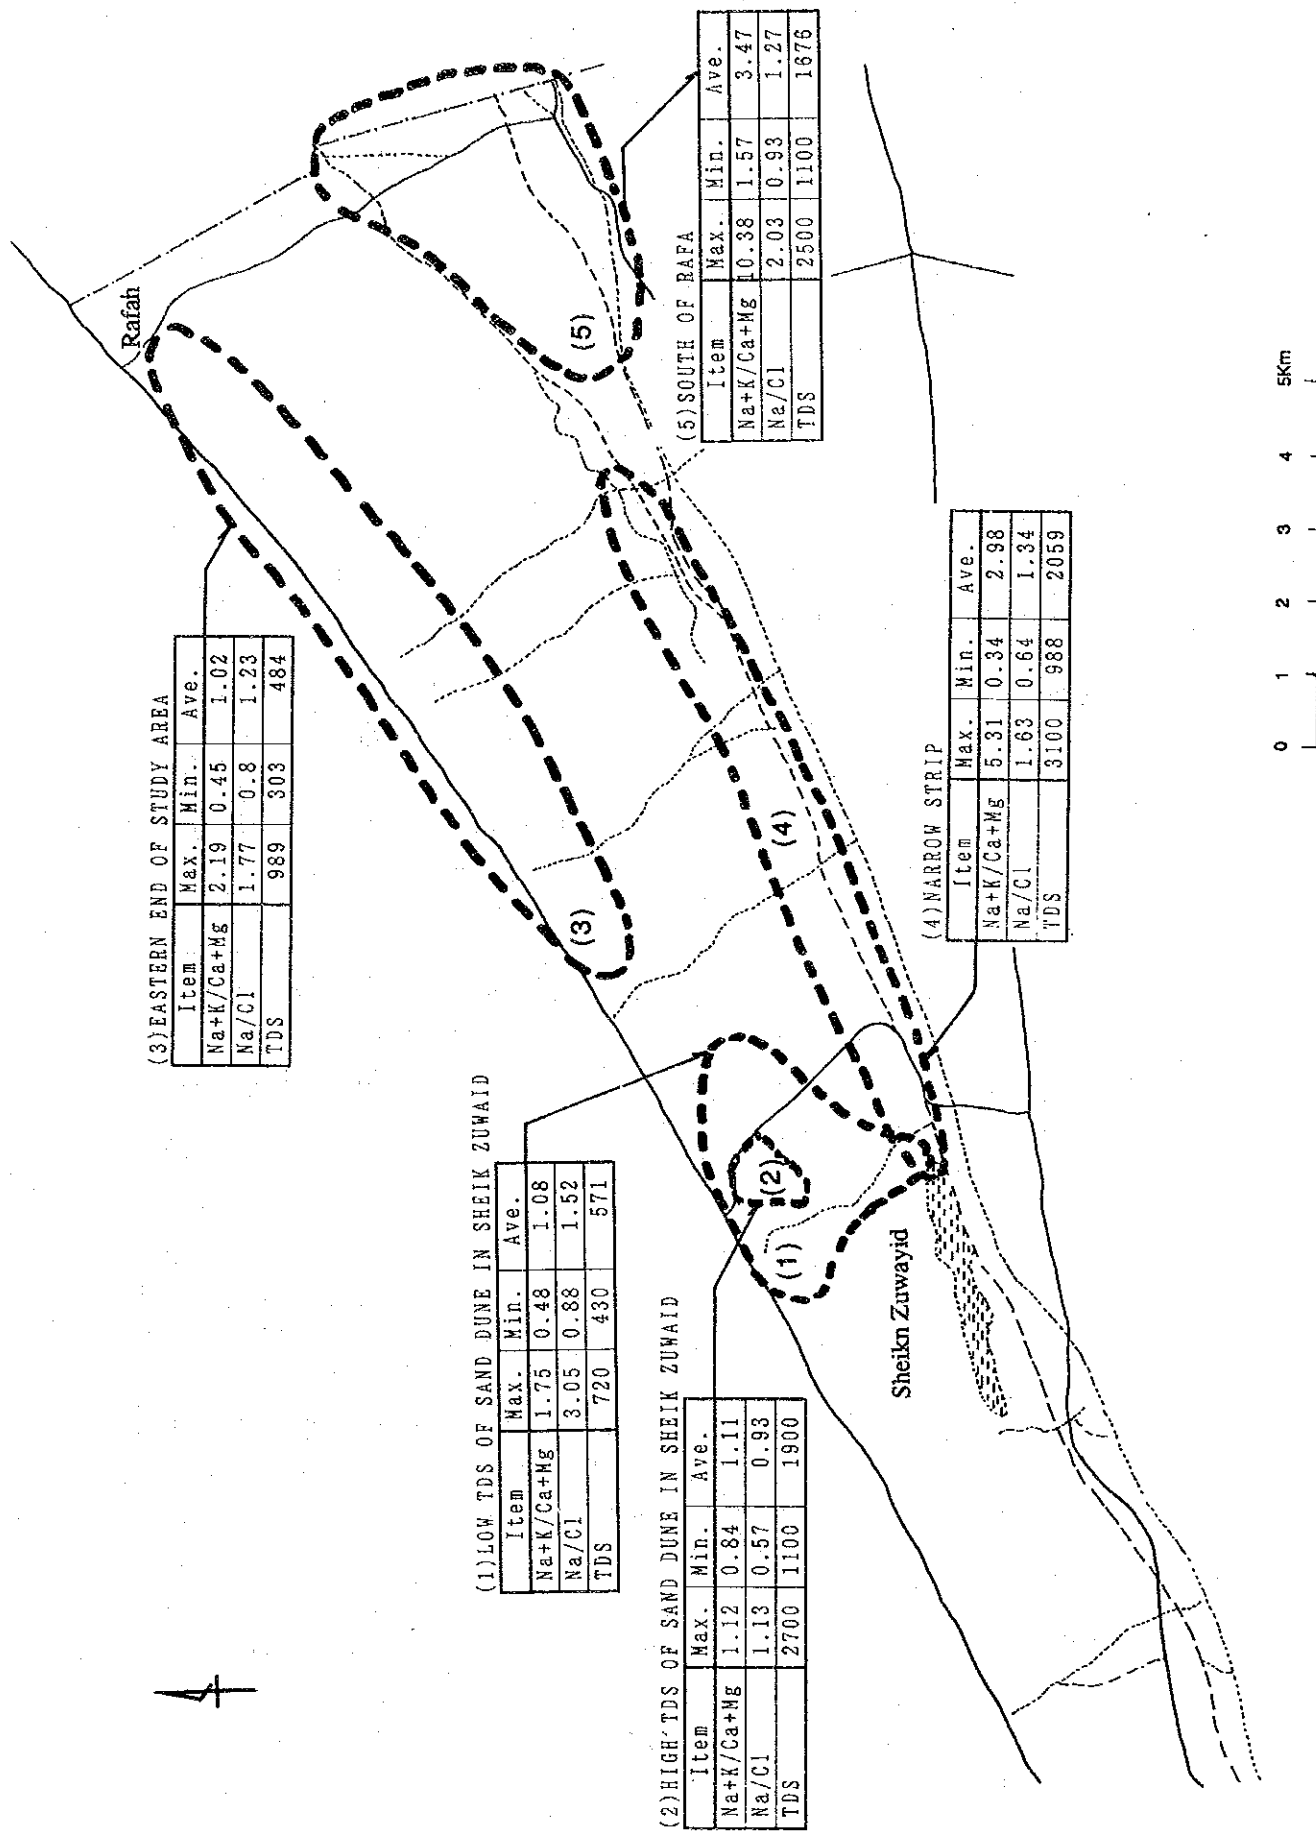 (3)EASTERN END OF STUDY AREA
Item Max. Min. Ave.
Na+K/Ca+Mg 2.19 0.45 1.02
Na/Cl 1.77 0.8 1.23
TDS 989 303 484
Rafah
(1)LOW TDS OF SAND DUNE IN SHEIK ZUWAID
Item Max. Min. Ave.
Na+K/Ca+Mg 1.75 0.48 1.08
Na/Cl 3.05 0.88 1.52
TDS 720 430 571
(2)HIGH TDS OF SAND DUNE IN SHEIK ZUWAID
Item Max. Min. Ave.
Na+K/Ca+Mg 1.12 0.84 1.11
Na/Cl 1.13 0.57 0.93
TDS 2700 1100 1900
(5)SOUTH OF RAFA
Item Max. Min. Ave.
Na+K/Ca+Mg 10.38 1.57 3.47
Na/Cl 2.03 0.93 1.27
TDS 2500 1100 1676
(3)
(5)
(2)
(1)
(4)
Sheikn Zuwayid
(4)NARROW STRIP
Item Max. Min. Ave.
Na+K/Ca+Mg 5.31 0.34 2.98
Na/Cl 1.63 0.64 1.34
TDS 3100 988 2059
0 1 2 3 4 5Km